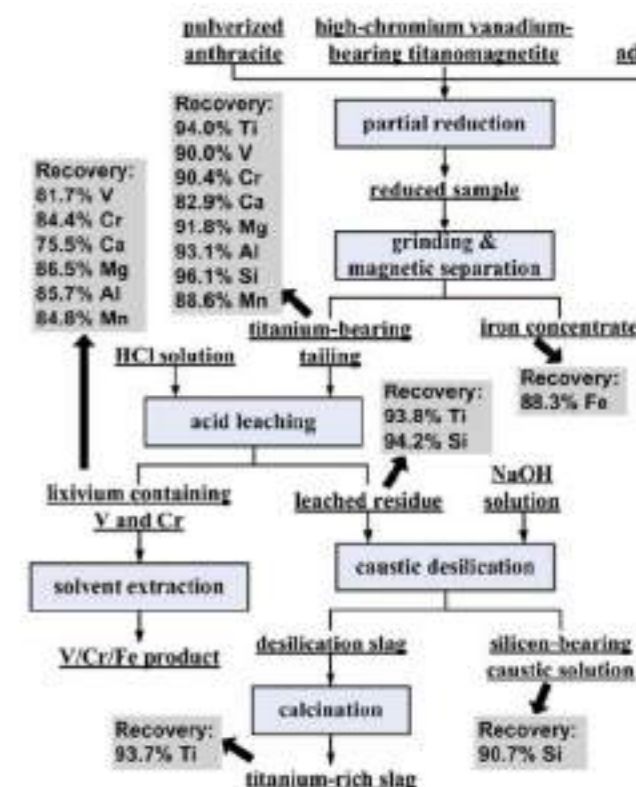 pulverized
anthracite
high-chromium vanadium-
bearing titanomagnetite
ad
partial reduction
Recovery:
94.0% Ti
90.0% V
90.4% Cr
82.9% Ca
91.8% Mg
93.1% Al
96.1% Si
88.6% Mn
Recovery:
81.7% V
84.4% Cr
75.5% Ca
86.5% Mg
85.7% Al
84.8% Mn
reduced sample
grinding &
magnetic separation
titanium-bearing
tailing
iron concentrate
HCl solution
Recovery:
88.3% Fe
acid leaching
Recovery:
93.8% Ti
94.2% Si
lixivium containing
V and Cr
leached residue
NaOH
solution
solvent extraction
caustic desilication
V/Cr/Fe product
desilication slag
silicen-bearing
caustic solution
calcination
Recovery:
93.7% Ti
Recovery:
90.7% Si
titanium-rich slag